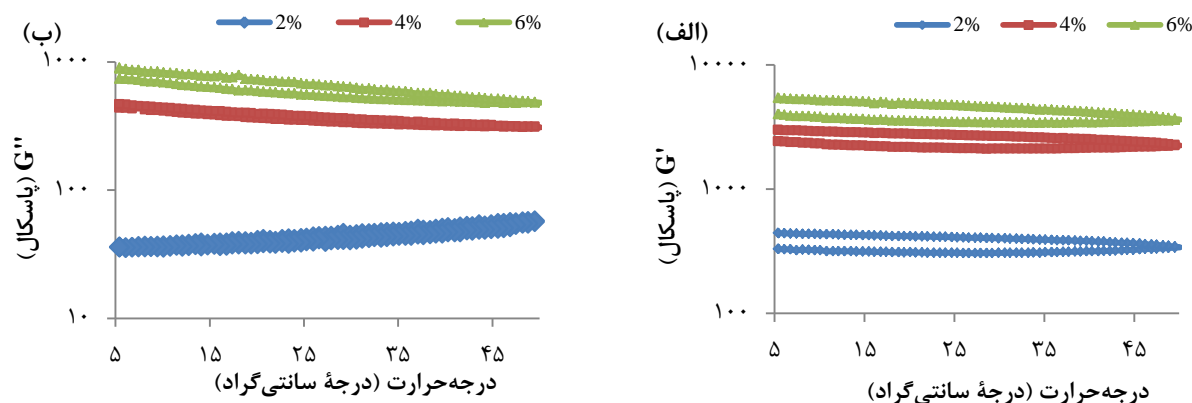 (الف)
2% 4% 6%
۱۰۰۰۰
۱۰۰۰
۱۰۰
G' (پاسکال)
۵ ۱۵ ۲۵ ۳۵ ۴۵
درجه‌حرارت (درجهٔ سانتی‌گراد)
(ب)
2% 4% 6%
۱۰۰۰
۱۰۰
۱۰
G'' (پاسکال)
۵ ۱۵ ۲۵ ۳۵ ۴۵
درجه‌حرارت (درجهٔ سانتی‌گراد)